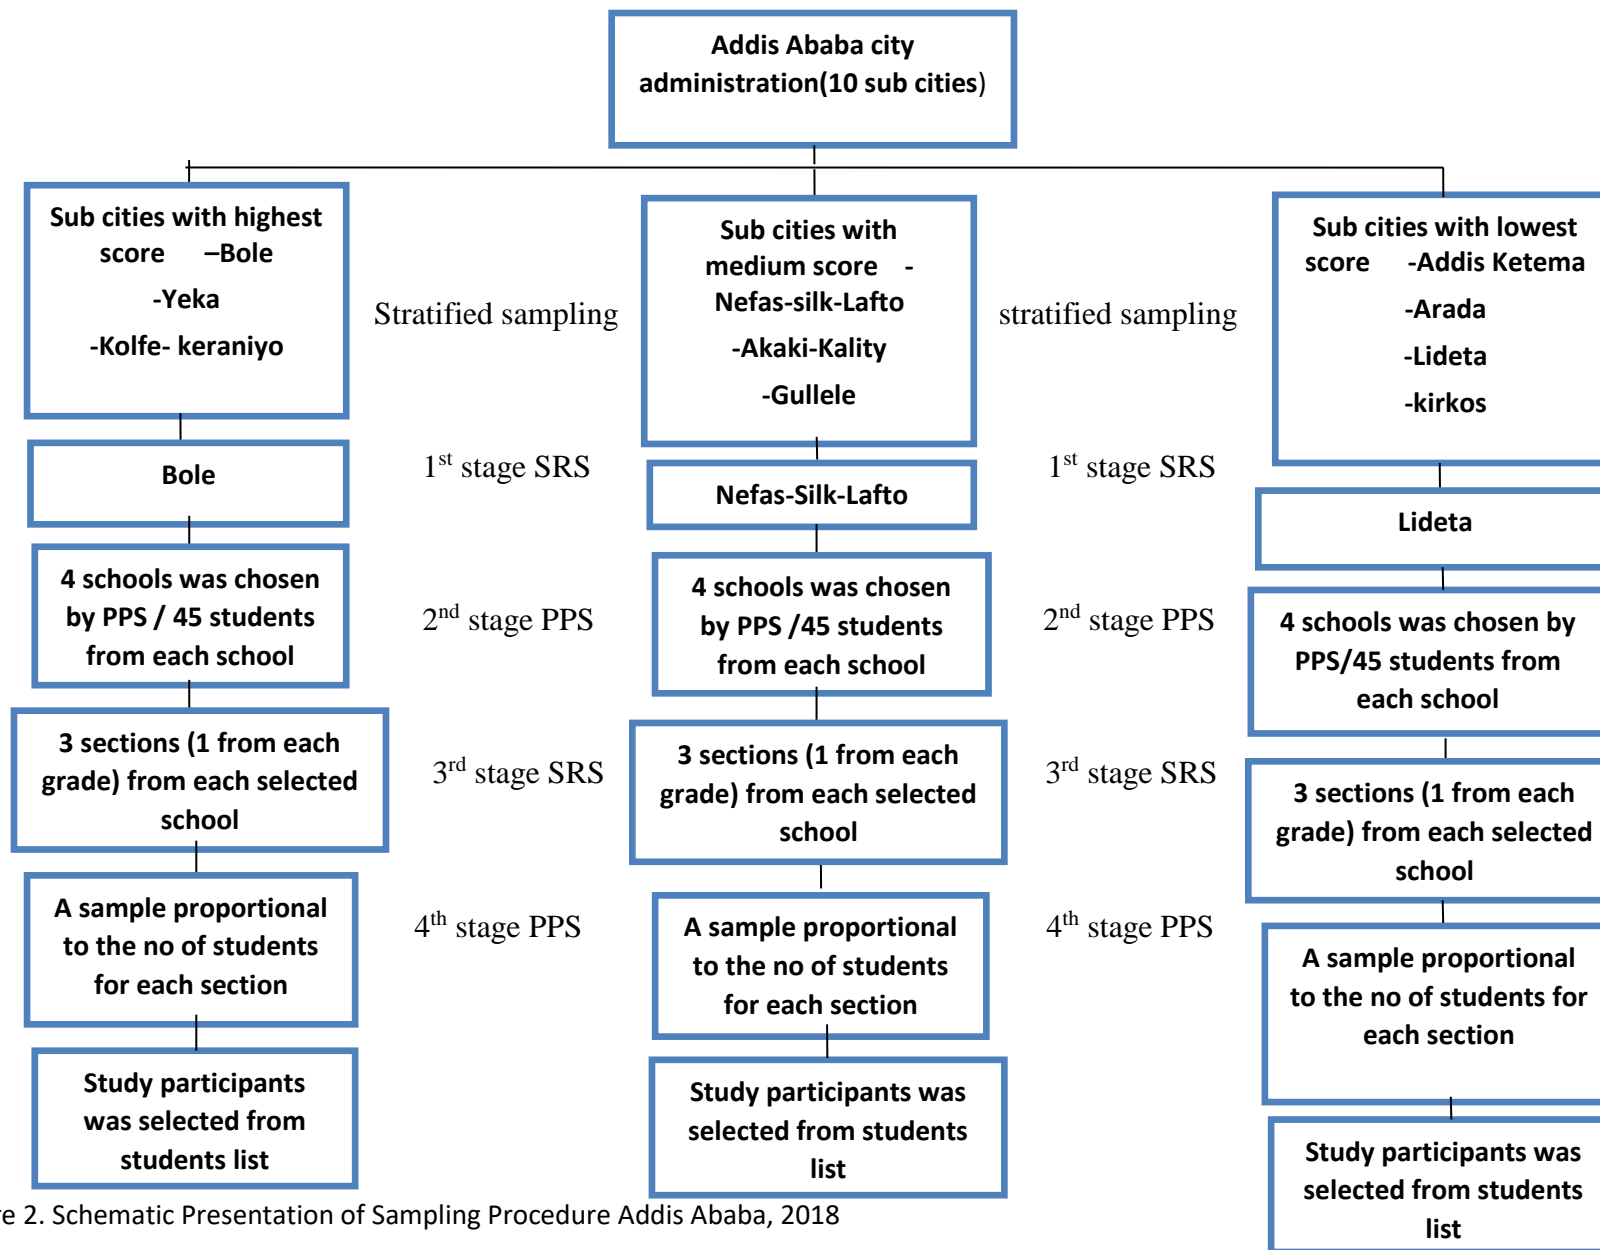 Addis Ababa city
administration(10 sub cities)
Sub cities with highest
score –Bole
-Yeka
-Kolfe- keraniyo
Stratified sampling
Sub cities with
medium score -
Nefas-silk-Lafto
-Akaki-Kality
-Gullele
stratified sampling
Sub cities with lowest
score -Addis Ketema
-Arada
-Lideta
-kirkos
Bole
1st stage SRS
Nefas-Silk-Lafto
1st stage SRS
Lideta
4 schools was chosen
by PPS / 45 students
from each school
2nd stage PPS
4 schools was chosen
by PPS /45 students
from each school
2nd stage PPS
4 schools was chosen by
PPS/45 students from
each school
3 sections (1 from each
grade) from each selected
school
3rd stage SRS
3 sections (1 from each
grade) from each selected
school
3rd stage SRS
3 sections (1 from each
grade) from each selected
school
A sample proportional
to the no of students
for each section
4th stage PPS
A sample proportional
to the no of students
for each section
4th stage PPS
A sample proportional
to the no of students for
each section
Study participants
was selected from
students list
Study participants was
selected from students
list
Study participants was
selected from students
list
re 2. Schematic Presentation of Sampling Procedure Addis Ababa, 2018